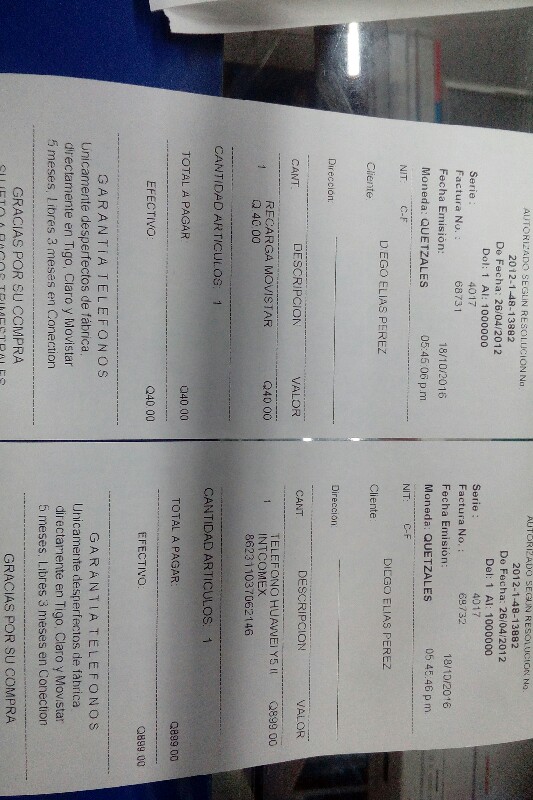 AUTORIZADO SEGUN RESOLUCION No
2012-1-48-13882
De Fecha: 26/04/2012
Del: 1 Al: 1000000
Serie : 4017
Factura No. : 68731
Fecha Emisión: 18/10/2016
Moneda: QUETZALES 05:45:06 p m
NIT: C-F
Cliente DIEGO ELIAS PEREZ
Dirección:
CANT. DESCRIPCION VALOR
1 RECARGA MOVISTAR Q40.00
Q 40.00
CANTIDAD ARTICULOS: 1
TOTAL A PAGAR Q40.00
EFECTIVO: Q40.00
GARANTIA TELEFONOS
Unicamente desperfectos de fábrica,
directamente en Tigo, Claro y Movistar
5 meses, Libres 3 meses en Conection
GRACIAS POR SU COMPRA
SUJETO A PAGOS TRIMESTRALES
AUTORIZADO SEGUN RESOLUCION No.
2012-1-48-13882
De Fecha: 26/04/2012
Del: 1 Al: 1000000
Serie : 4017
Factura No. : 68732
Fecha Emisión: 18/10/2016
Moneda: QUETZALES 05:45:46 p m
NIT: C-F
Cliente DIEGO ELIAS PEREZ
Dirección:
CANT DESCRIPCION VALOR
1 TELEFONO HUAWEI Y5 II Q899.00
INTCOMEX
862311037062146
CANTIDAD ARTICULOS: 1
TOTAL A PAGAR: Q899.00
EFECTIVO: Q899.00
GARANTIA TELEFONOS
Unicamente desperfectos de fábrica
directamente en Tigo, Claro y Movistar
5 meses, Libres 3 meses en Conection
GRACIAS POR SU COMPRA